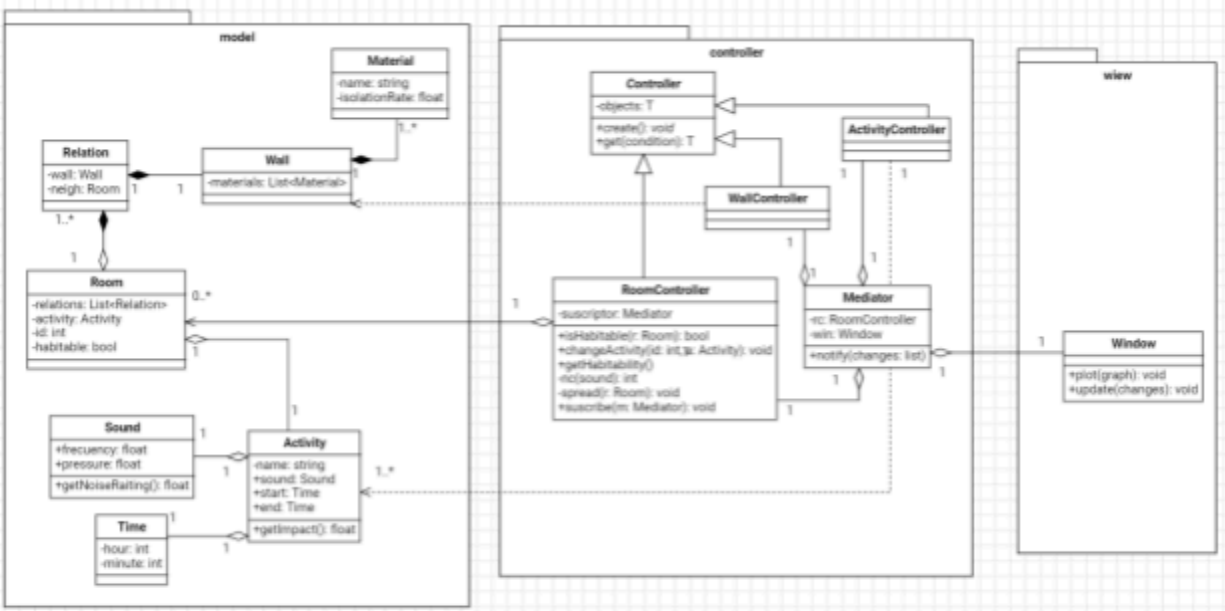 model
Material
-name: string
-isolationRate: float
1..*
Relation
-wall: Wall
-neigh: Room
1
1
Wall
-materials: List<Material>
1
1..*
1
Room
-relations: List<Relation>
-activity: Activity
-id: int
-habitable: bool
0..*
1
1
Sound
+frecuency: float
+pressure: float
+getNoiseRaiting(): float
1
1
Activity
-name: string
+sound: Sound
+start: Time
+end: Time
+getImpact(): float
1..*
Time
-hour: int
-minute: int
1
1
controller
Controller
-objects: T
+create(): void
+get(condition): T
ActivityController
1
1
WallController
1
1
1
RoomController
-suscriptor: Mediator
+isHabitable(r: Room): bool
+changeActivity(id: int, a: Activity): void
+getHabitability()
-nc(sound): int
-spread(r: Room): void
+suscribe(m: Mediator): void
1
Mediator
-rc: RoomController
-win: Window
+notify(changes: list)
1
1
1
wiew
1
Window
+plot(graph): void
+update(changes): void